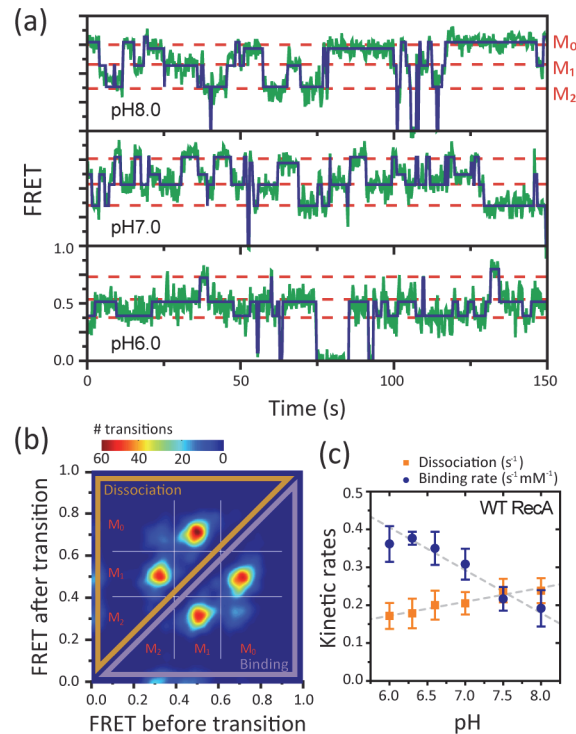 (a)
M₀
M₁
M₂
pH8.0
pH7.0
FRET
1.0
0.5
0.0
pH6.0
0 50 100 150
Time (s)
(b)
# transitions
60 40 20 0
1.0
0.8
0.6
0.4
0.2
0.0
FRET after transition
Dissociation
M₀
M₁
M₂
M₂ M₁ M₀
Binding
0.0 0.2 0.4 0.6 0.8 1.0
FRET before transition
(c)
Dissociation (s⁻¹)
Binding rate (s⁻¹mM⁻¹)
WT RecA
0.5
0.4
0.3
0.2
0.1
0.0
Kinetic rates
6.0 6.5 7.0 7.5 8.0
pH